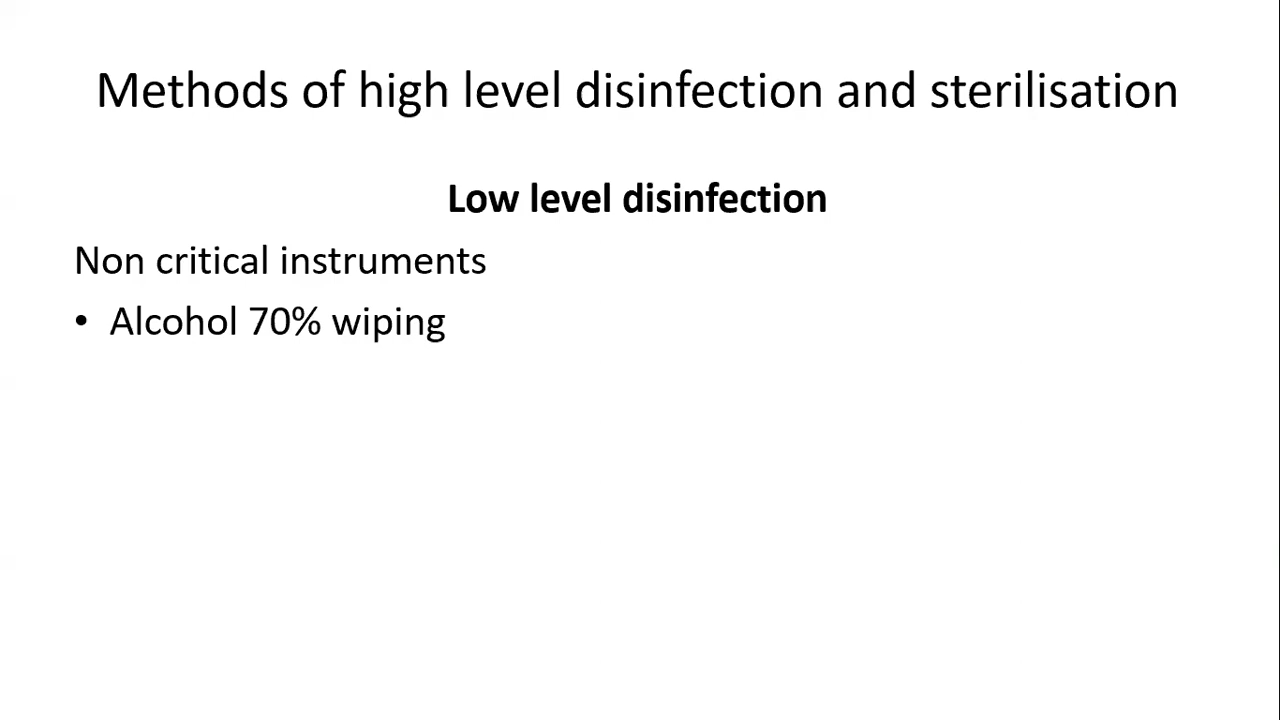 Methods of high level disinfection and sterilisation
Low level disinfection
Non critical instruments
• Alcohol 70% wiping